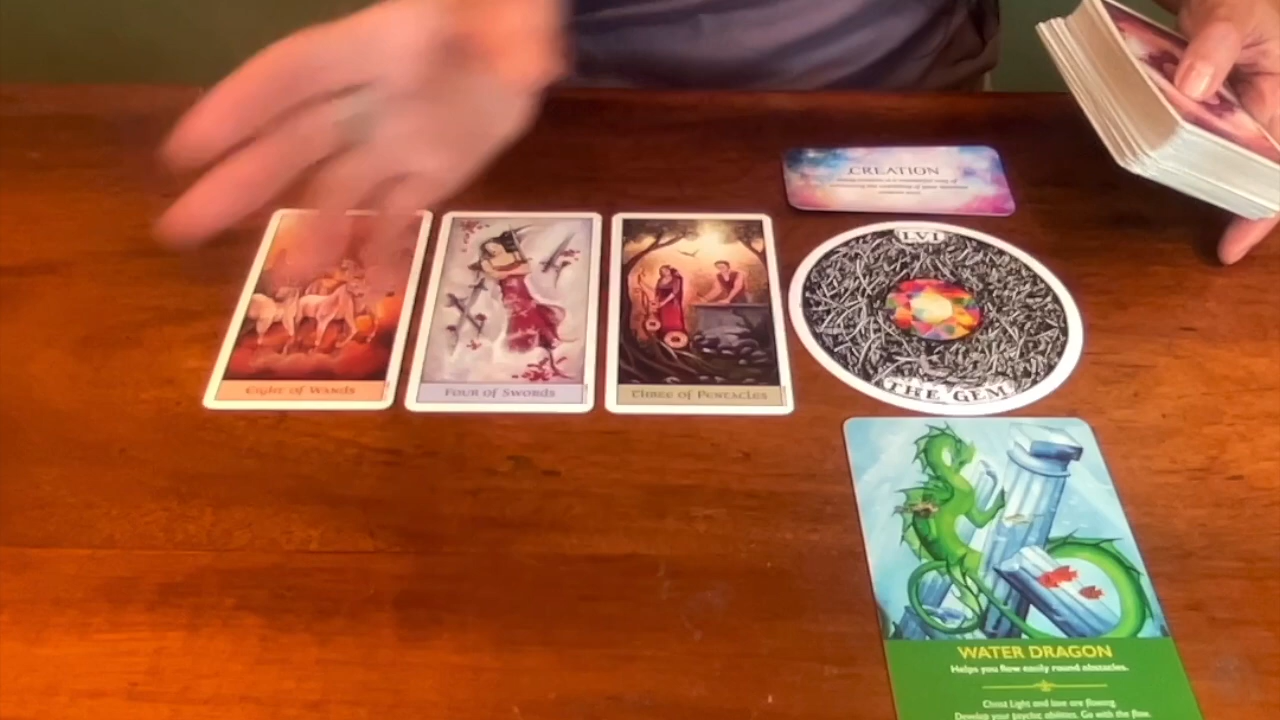 CREATION
LVI
THE GEM
EIGHT OF WANDS
FOUR OF SWORDS
THREE OF PENTACLES
WATER DRAGON
Helps you flow easily round obstacles.
Christ Light and love are flowing.
Develop your psychic abilities. Go with the flow.